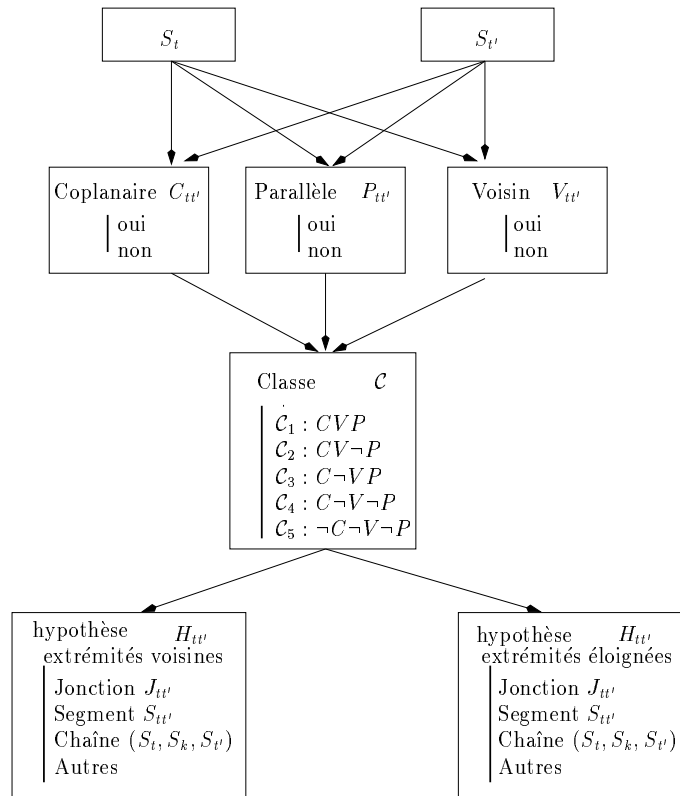 S_t
S_{t'}
Coplanaire C_{tt'}
oui
non
Parallèle P_{tt'}
oui
non
Voisin V_{tt'}
oui
non
Classe 𝒞
𝒞_1 : CVP
𝒞_2 : CV¬P
𝒞_3 : C¬VP
𝒞_4 : C¬V¬P
𝒞_5 : ¬C¬V¬P
hypothèse H_{tt'}
extrémités voisines
Jonction J_{tt'}
Segment S_{tt'}
Chaîne (S_t, S_k, S_{t'})
Autres
hypothèse H_{tt'}
extrémités éloignées
Jonction J_{tt'}
Segment S_{tt'}
Chaîne (S_t, S_k, S_{t'})
Autres